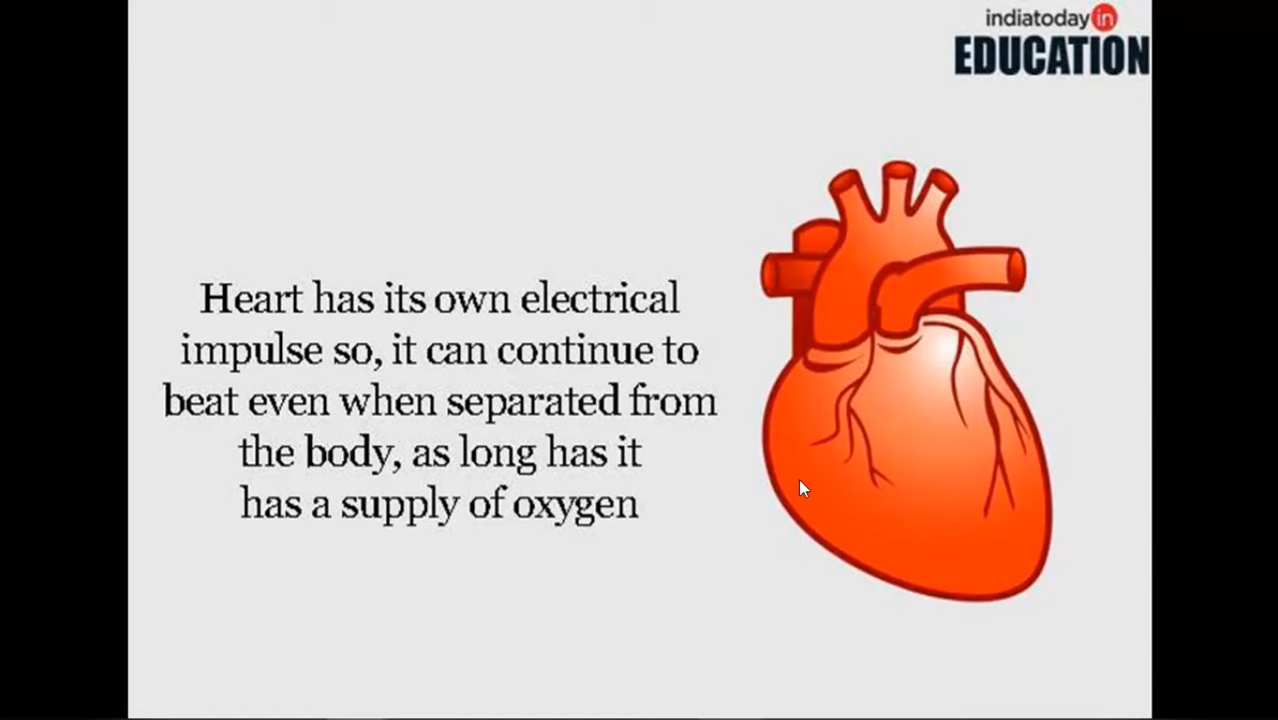 indiatoday in
EDUCATION
Heart has its own electrical
impulse so, it can continue to
beat even when separated from
the body, as long has it
has a supply of oxygen